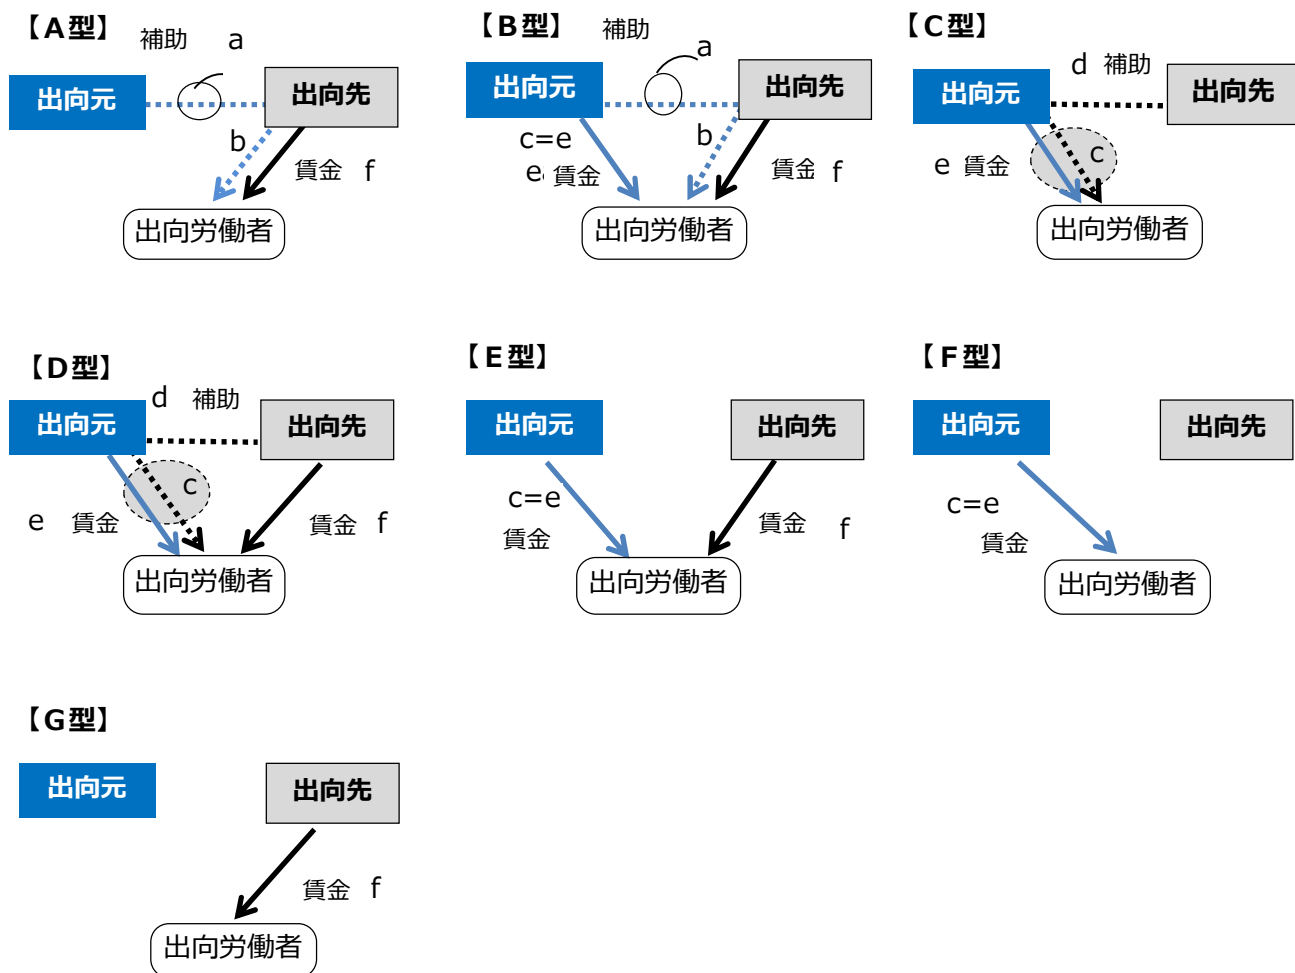 【A型】
補助 a
出向元
出向先
b
賃金 f
出向労働者
【B型】
補助
a
出向元
出向先
c=e
e 賃金
b
賃金 f
出向労働者
【C型】
d 補助
出向元
出向先
e 賃金
c
出向労働者
【D型】
d 補助
出向元
出向先
c
e 賃金
賃金 f
出向労働者
【E型】
出向元
出向先
c=e
賃金
賃金 f
出向労働者
【F型】
出向元
出向先
c=e
賃金
出向労働者
【G型】
出向元
出向先
賃金 f
出向労働者